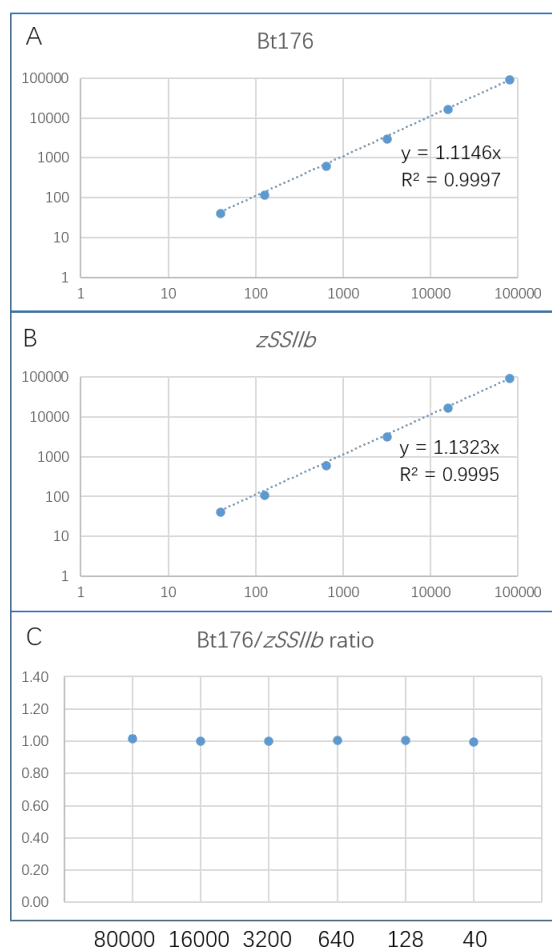 A
Bt176
100000
10000
1000
100
10
1
y = 1.1146x
R² = 0.9997
1 10 100 1000 10000 100000
B
zSSIIb
100000
10000
1000
100
10
1
y = 1.1323x
R² = 0.9995
1 10 100 1000 10000 100000
C
Bt176/zSSIIb ratio
1.40
1.20
1.00
0.80
0.60
0.40
0.20
0.00
80000 16000 3200 640 128 40